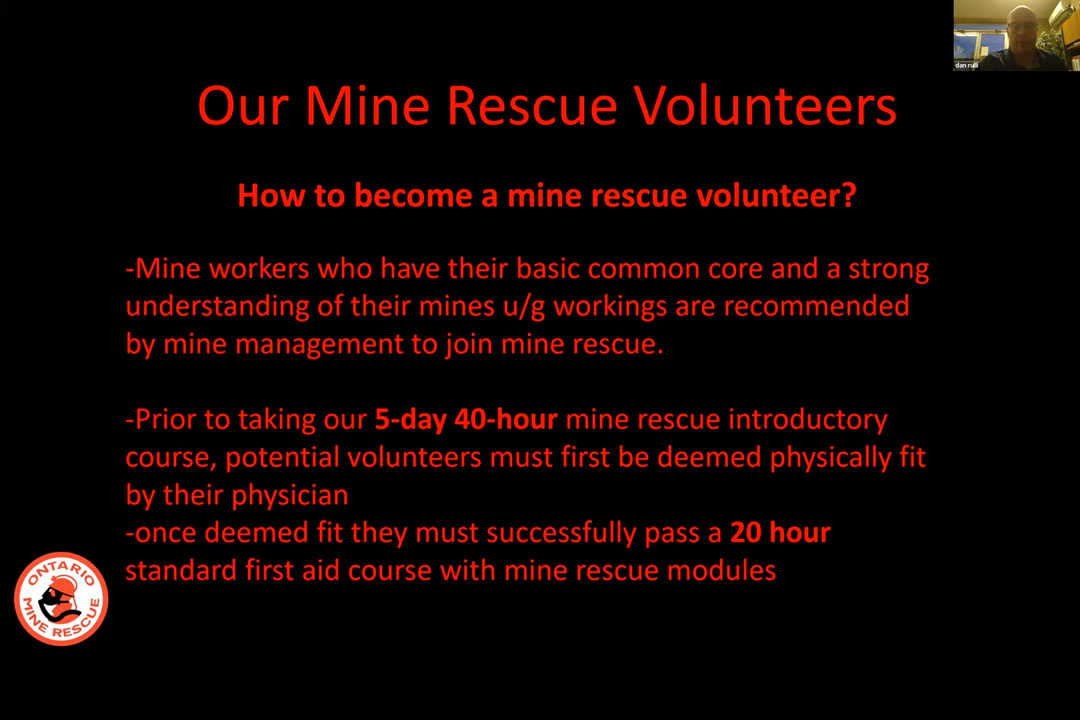 dan rulli
Our Mine Rescue Volunteers
How to become a mine rescue volunteer?
-Mine workers who have their basic common core and a strong
understanding of their mines u/g workings are recommended
by mine management to join mine rescue.
-Prior to taking our 5-day 40-hour mine rescue introductory
course, potential volunteers must first be deemed physically fit
by their physician
-once deemed fit they must successfully pass a 20 hour
standard first aid course with mine rescue modules
ONTARIO
MINE RESCUE